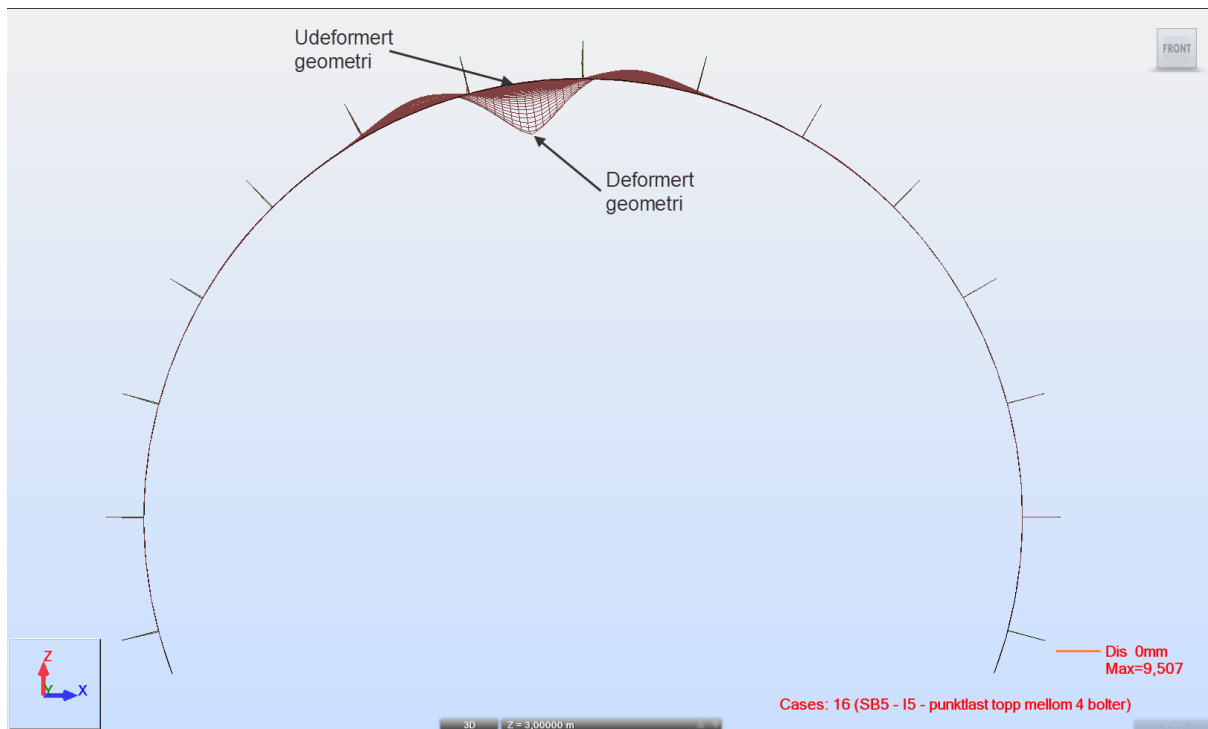 Udeformert
geometri
FRONT
Deformert
geometri
Z
Y
X
Dis 0mm
Max=9,507
Cases: 16 (SB5 - I5 - punktlast topp mellom 4 bolter)
3D
Z = 3,00000 m
View